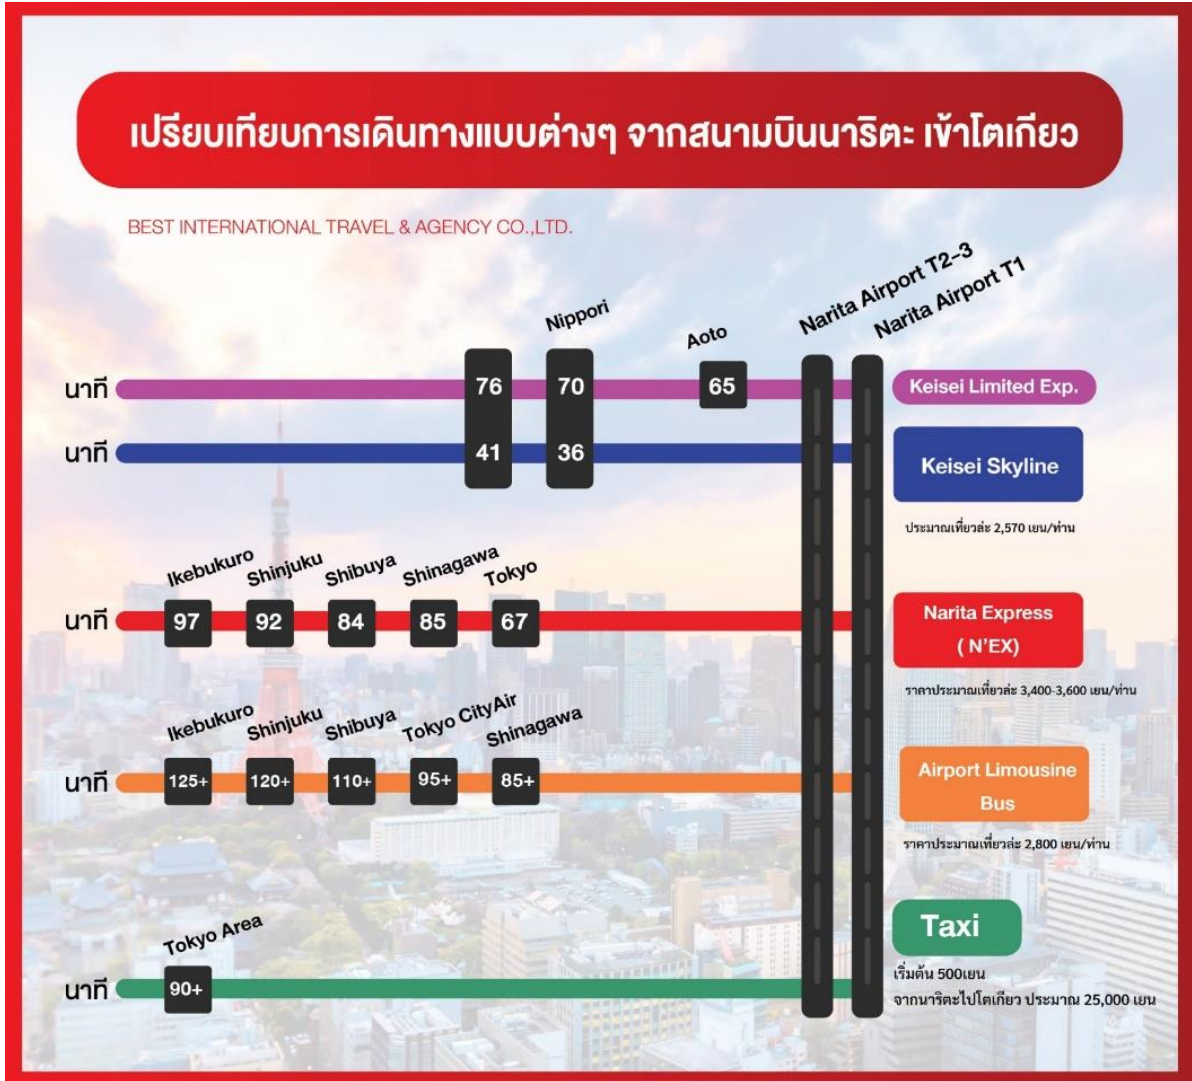 เปรียบเทียบการเดินทางแบบต่างๆ จากสนามบินนาริตะ เข้าโตเกียว
BEST INTERNATIONAL TRAVEL & AGENCY CO.,LTD.
Nippori
Aoto
Narita Airport T2-3
Narita Airport T1
นาที
76
70
65
Keisei Limited Exp.
นาที
41
36
Keisei Skyline
ประมาณเที่ยวล่ะ 2,570 เยน/ท่าน
Ikebukuro
Shinjuku
Shibuya
Shinagawa
Tokyo
นาที
97
92
84
85
67
Narita Express
( N'EX)
ราคาประมาณเที่ยวล่ะ 3,400-3,600 เยน/ท่าน
Ikebukuro
Shinjuku
Shibuya
Tokyo CityAir
Shinagawa
นาที
125+
120+
110+
95+
85+
Airport Limousine
Bus
ราคาประมาณเที่ยวล่ะ 2,800 เยน/ท่าน
Tokyo Area
นาที
90+
Taxi
เริ่มต้น 500เยน
จากนาริตะไปโตเกียว ประมาณ 25,000 เยน